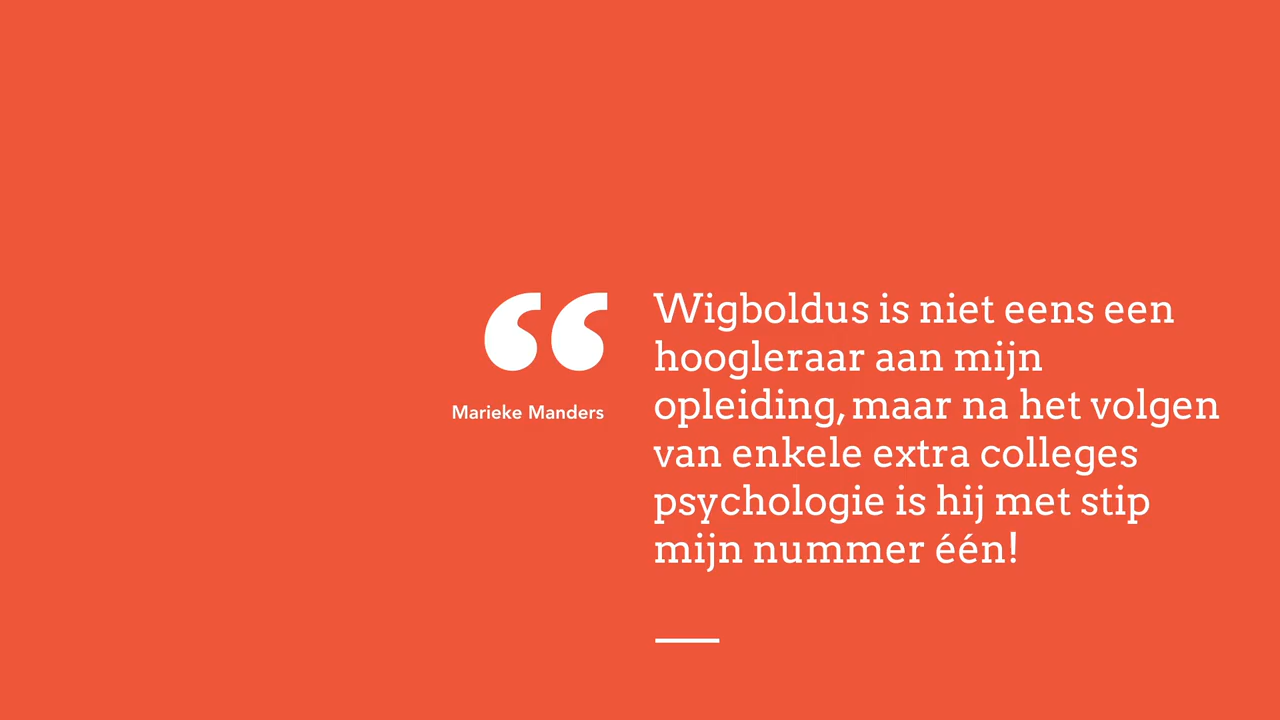 “
Marieke Manders
Wigboldus is niet eens een
hoogleraar aan mijn
opleiding, maar na het volgen
van enkele extra colleges
psychologie is hij met stip
mijn nummer één!